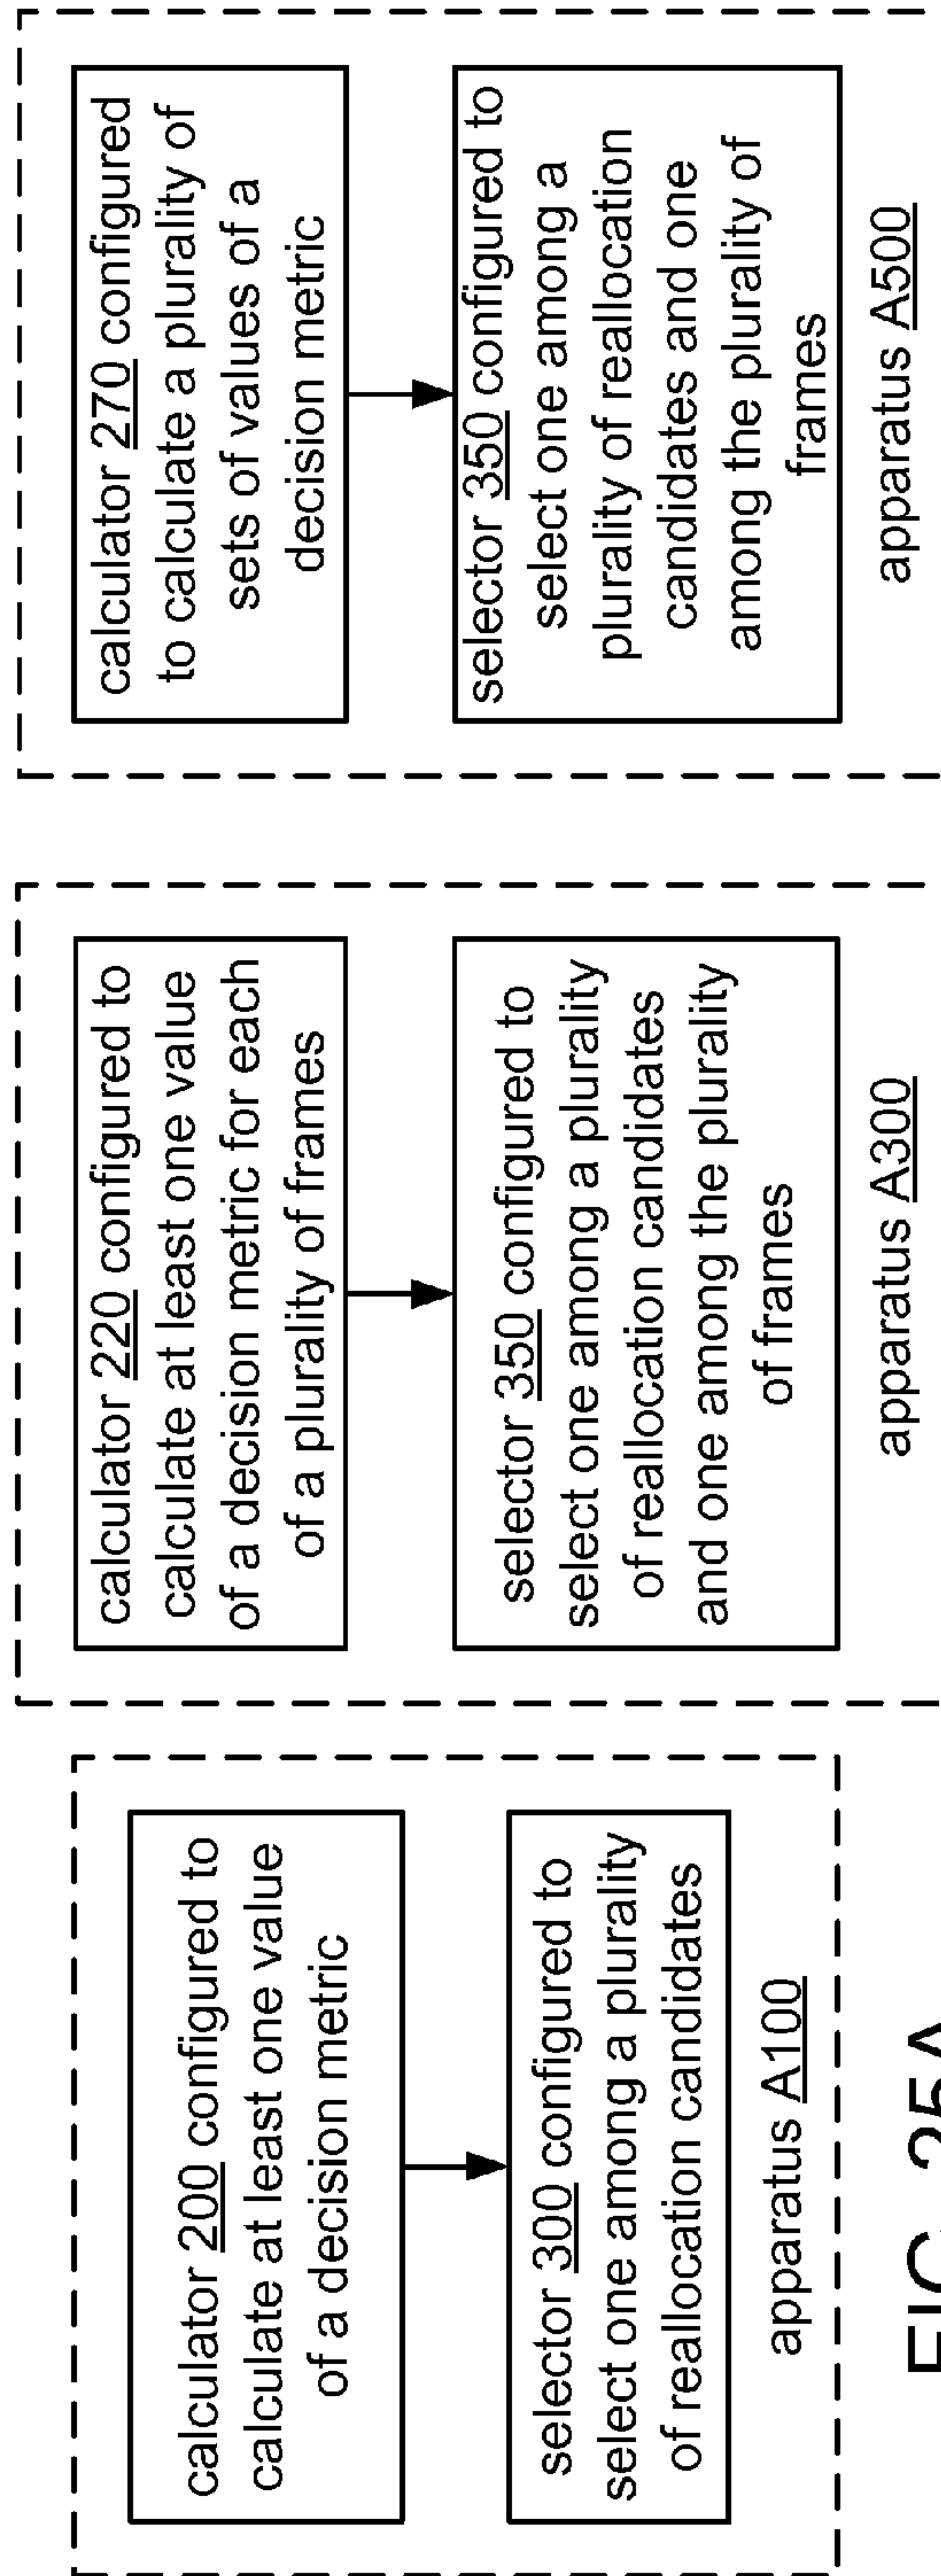 calculator 200 configured to
calculate at least one value
of a decision metric
selector 300 configured to
select one among a plurality
of reallocation candidates
apparatus A100
calculator 220 configured to
calculate at least one value
of a decision metric for each
of a plurality of frames
selector 350 configured to
select one among a plurality
of reallocation candidates
and one among the plurality
of frames
apparatus A300
calculator 270 configured
to calculate a plurality of
sets of values of a
decision metric
selector 350 configured to
select one among a
plurality of reallocation
candidates and one
among the plurality of
frames
apparatus A500
FIG. 25A